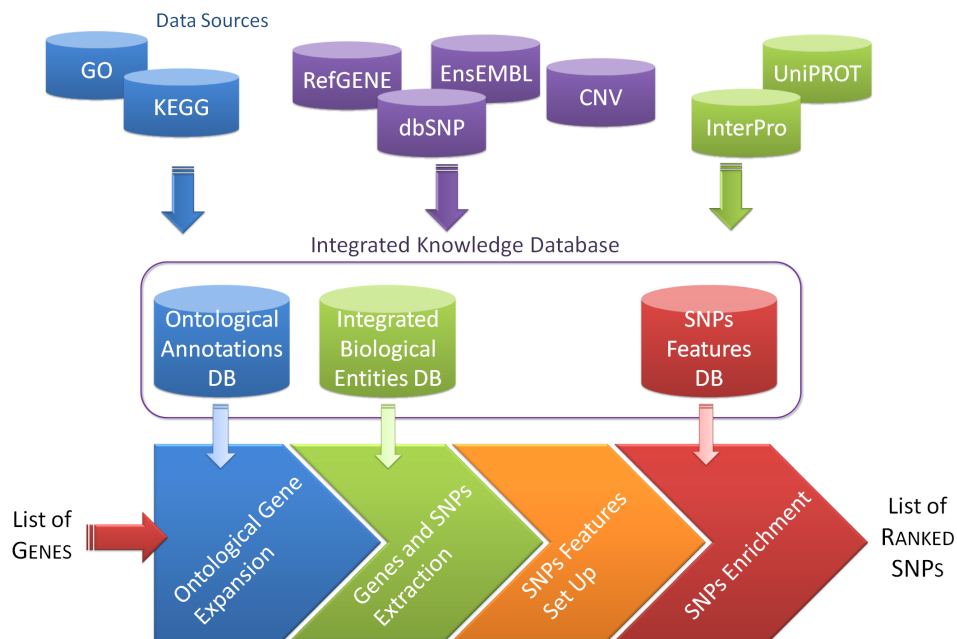 Data Sources
GO
KEGG
RefGENE
EnsEMBL
dbSNP
CNV
UniPROT
InterPro
Integrated Knowledge Database
Ontological
Annotations
DB
Integrated
Biological
Entities DB
SNPs
Features
DB
List of
GENES
Ontological Gene
Expansion
Genes and SNPs
Extraction
SNPs Features
Set Up
SNPs Enrichment
List of
RANKED
SNPs